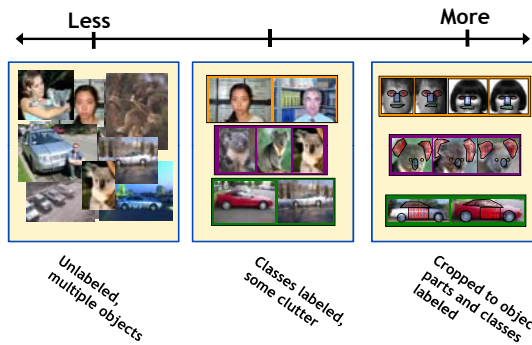 Less
More
Unlabeled,
multiple objects
Classes labeled,
some clutter
Cropped to object,
parts and classes
labeled